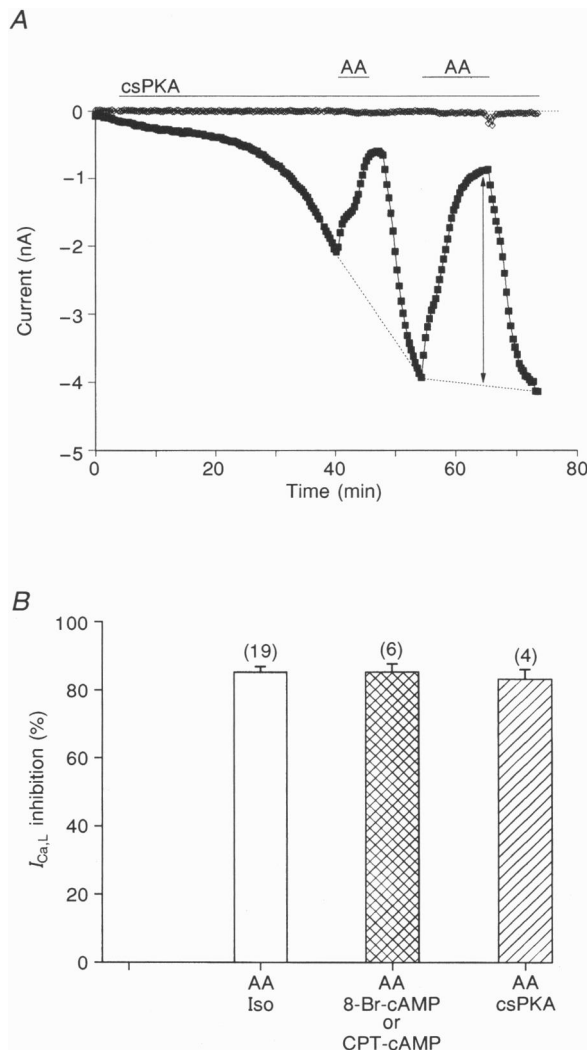 A
AA AA
csPKA
0
−1
−2
−3
−4
−5
Current (nA)
0 20 40 60 80
Time (min)
B
100
80
60
40
20
0
I_Ca,L inhibition (%)
(19) (6) (4)
AA AA AA
Iso 8-Br-cAMP csPKA
or
CPT-cAMP